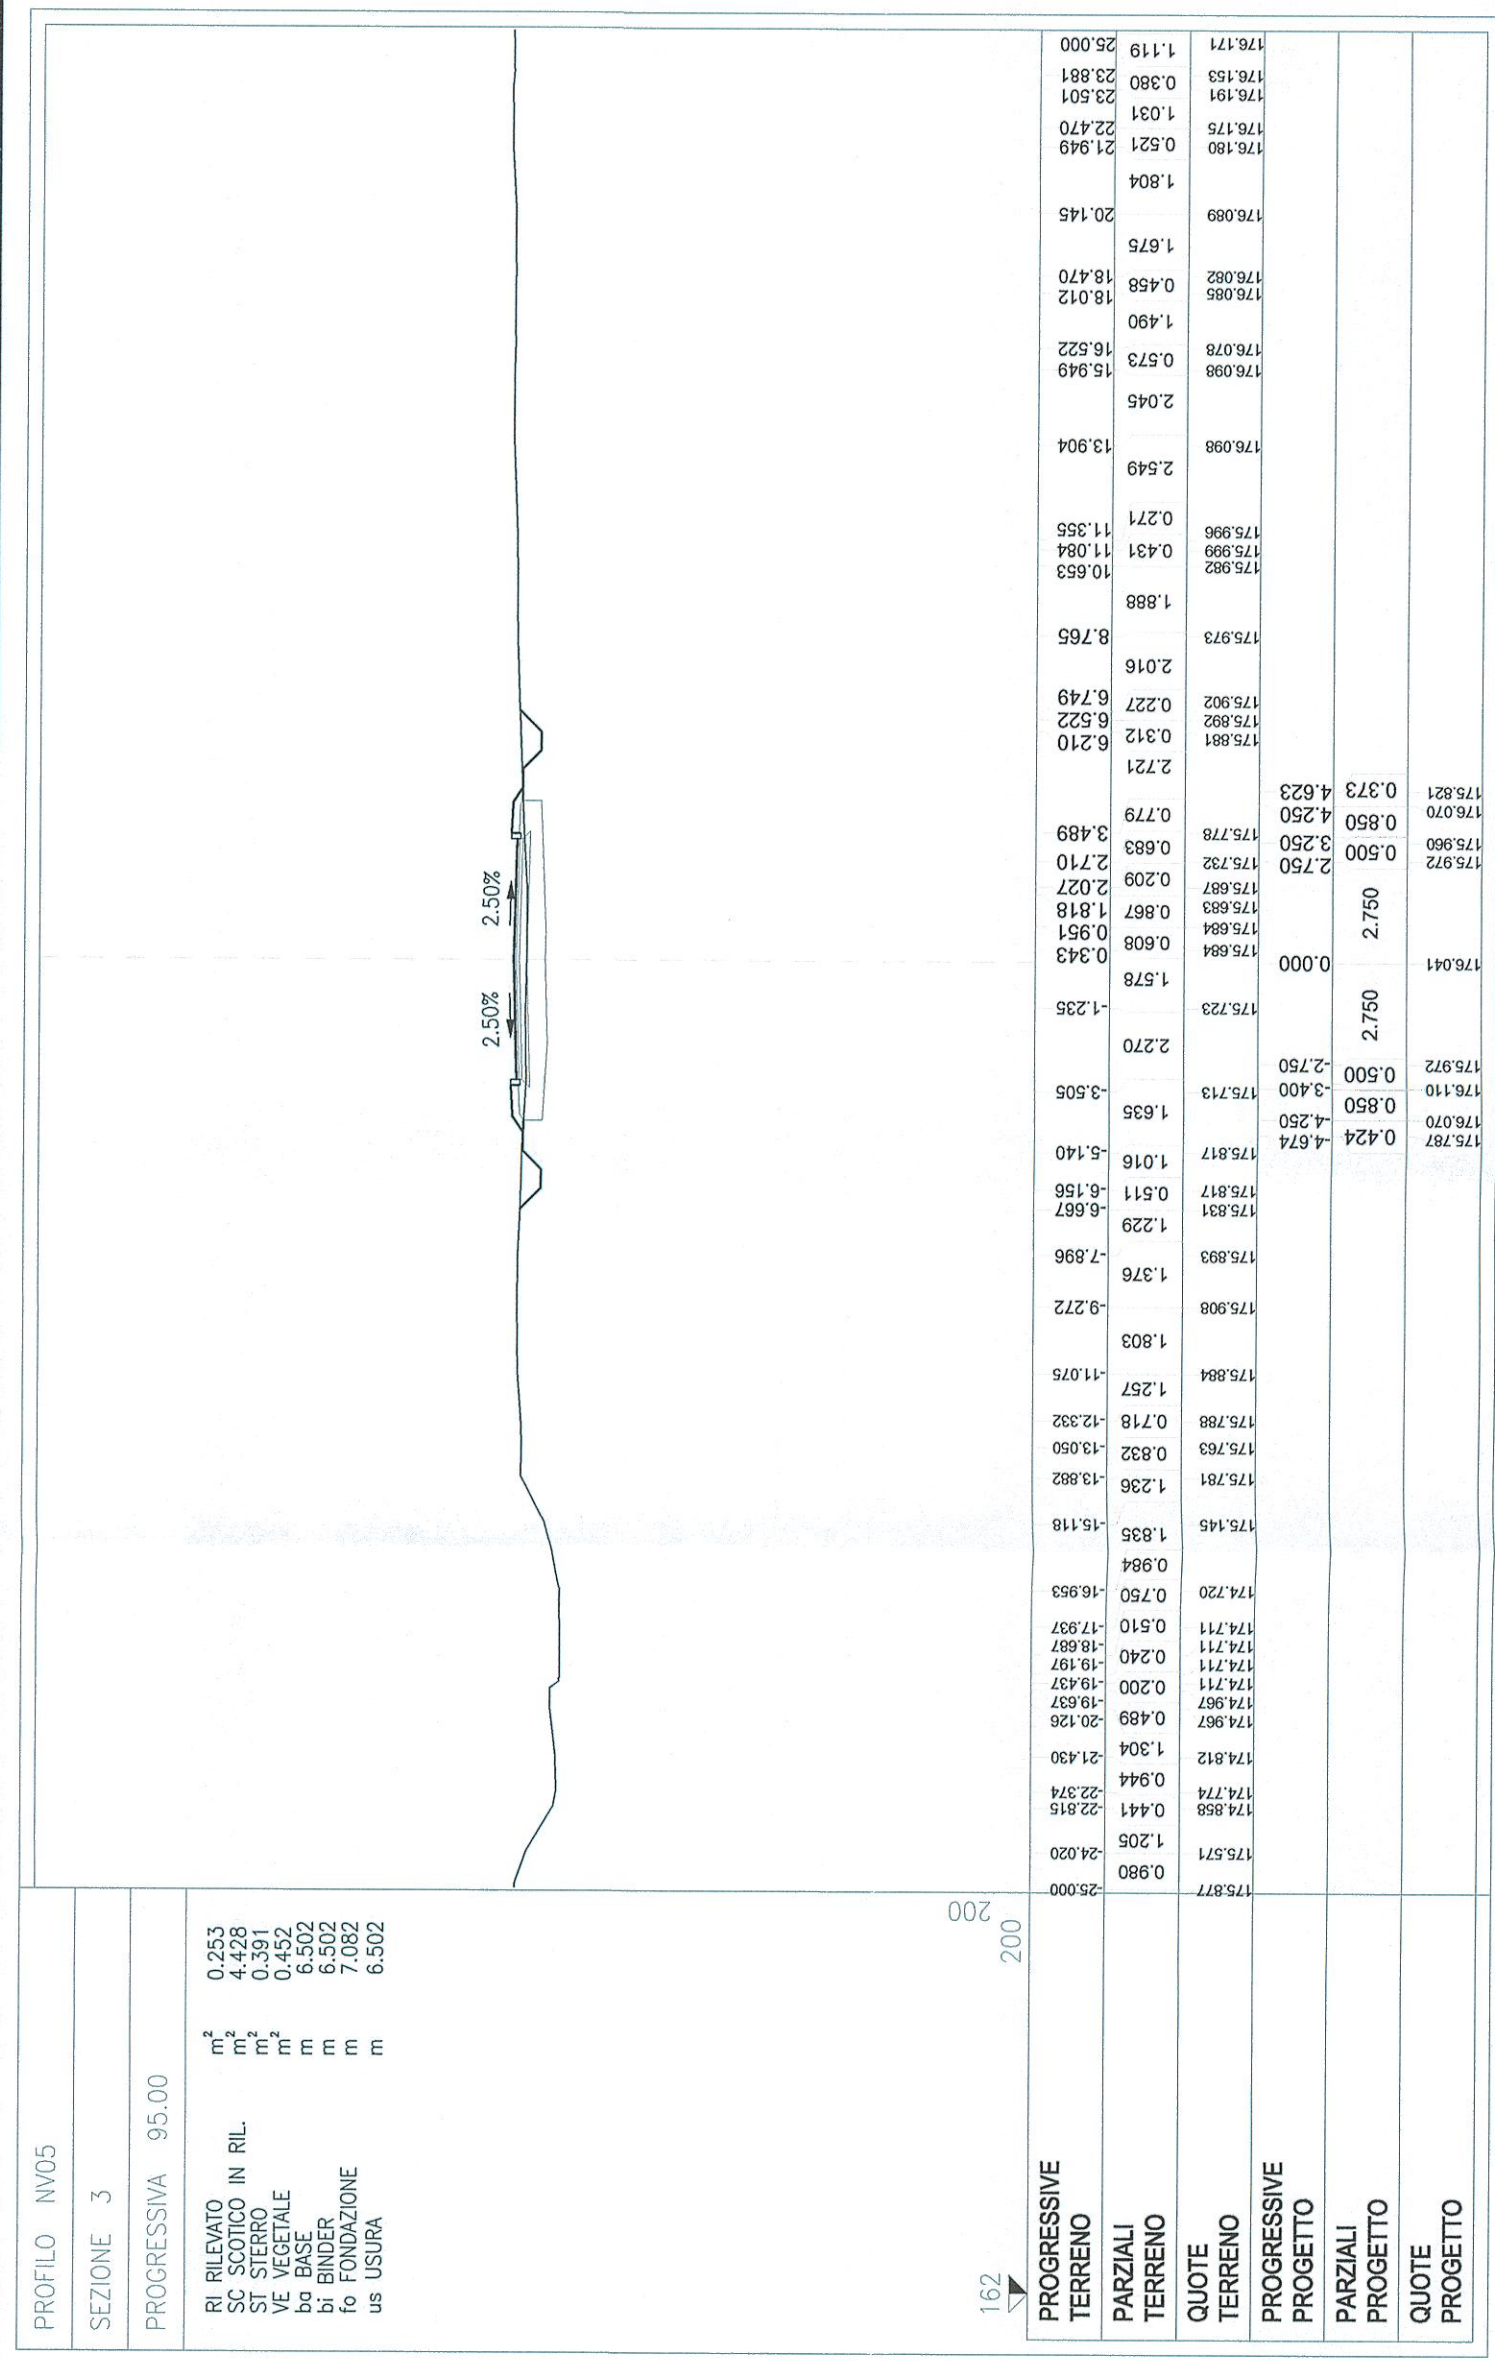 PROFILO NV05
SEZIONE 3
PROGRESSIVA 95.00
RI RILEVATO m² 0.253
SC SCOTICO IN RIL. m² 4.428
ST STERRO m² 0.391
VE VEGETALE m² 0.452
ba BASE m 6.502
bi BINDER m 6.502
fo FONDAZIONE m 7.082
us USURA m 6.502
2.50% 2.50%
200
200
162
PROGRESSIVE TERRENO
-25.000 -24.020 -22.815 -22.374 -21.430 -20.126 -19.637 -19.437 -19.197 -18.687 -17.937 -16.953 -15.118 -13.882 -13.050 -12.332 -11.075 -9.272 -7.896 -6.667 -6.156 -5.140 -3.505 -1.235 0.343 0.951 1.818 2.027 2.710 3.489 6.210 6.522 6.749 8.765 10.653 11.084 11.355 13.904 15.949 16.522 18.012 18.470 20.145 21.949 22.470 23.501 23.881 25.000
PARZIALI TERRENO
0.980 1.205 0.441 0.944 1.304 0.489 0.200 0.240 0.510 0.750 0.984 1.835 1.236 0.832 0.718 1.257 1.803 1.376 1.229 0.511 1.016 1.635 2.270 1.578 0.608 0.867 0.209 0.683 0.779 2.721 0.312 0.227 2.016 1.888 0.431 0.271 2.549 2.045 0.573 1.490 0.458 1.675 1.804 0.521 1.031 0.380 1.119
QUOTE TERRENO
175.877 175.571 174.858 174.774 174.812 174.967 174.967 174.711 174.711 174.711 174.711 174.720 175.145 175.781 175.763 175.788 175.884 175.908 175.893 175.831 175.817 175.817 175.713 175.723 175.684 175.684 175.683 175.687 175.732 175.778 175.881 175.892 175.902 175.973 175.982 175.999 175.996 176.098 176.098 176.078 176.085 176.082 176.089 176.180 176.175 176.191 176.153 176.171
PROGRESSIVE PROGETTO
-4.674 -4.250 -3.400 -2.750 0.000 2.750 3.250 4.250 4.623
PARZIALI PROGETTO
0.424 0.850 0.500 2.750 2.750 0.500 0.850 0.373
QUOTE PROGETTO
175.787 176.070 176.110 175.972 176.041 175.972 175.960 176.070 175.821